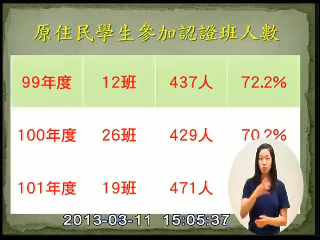 原住民學生參加認證班人數
99年度 12班 437人 72.2%
100年度 26班 429人 70.2%
101年度 19班 471人
2013-03-11 15:05:37